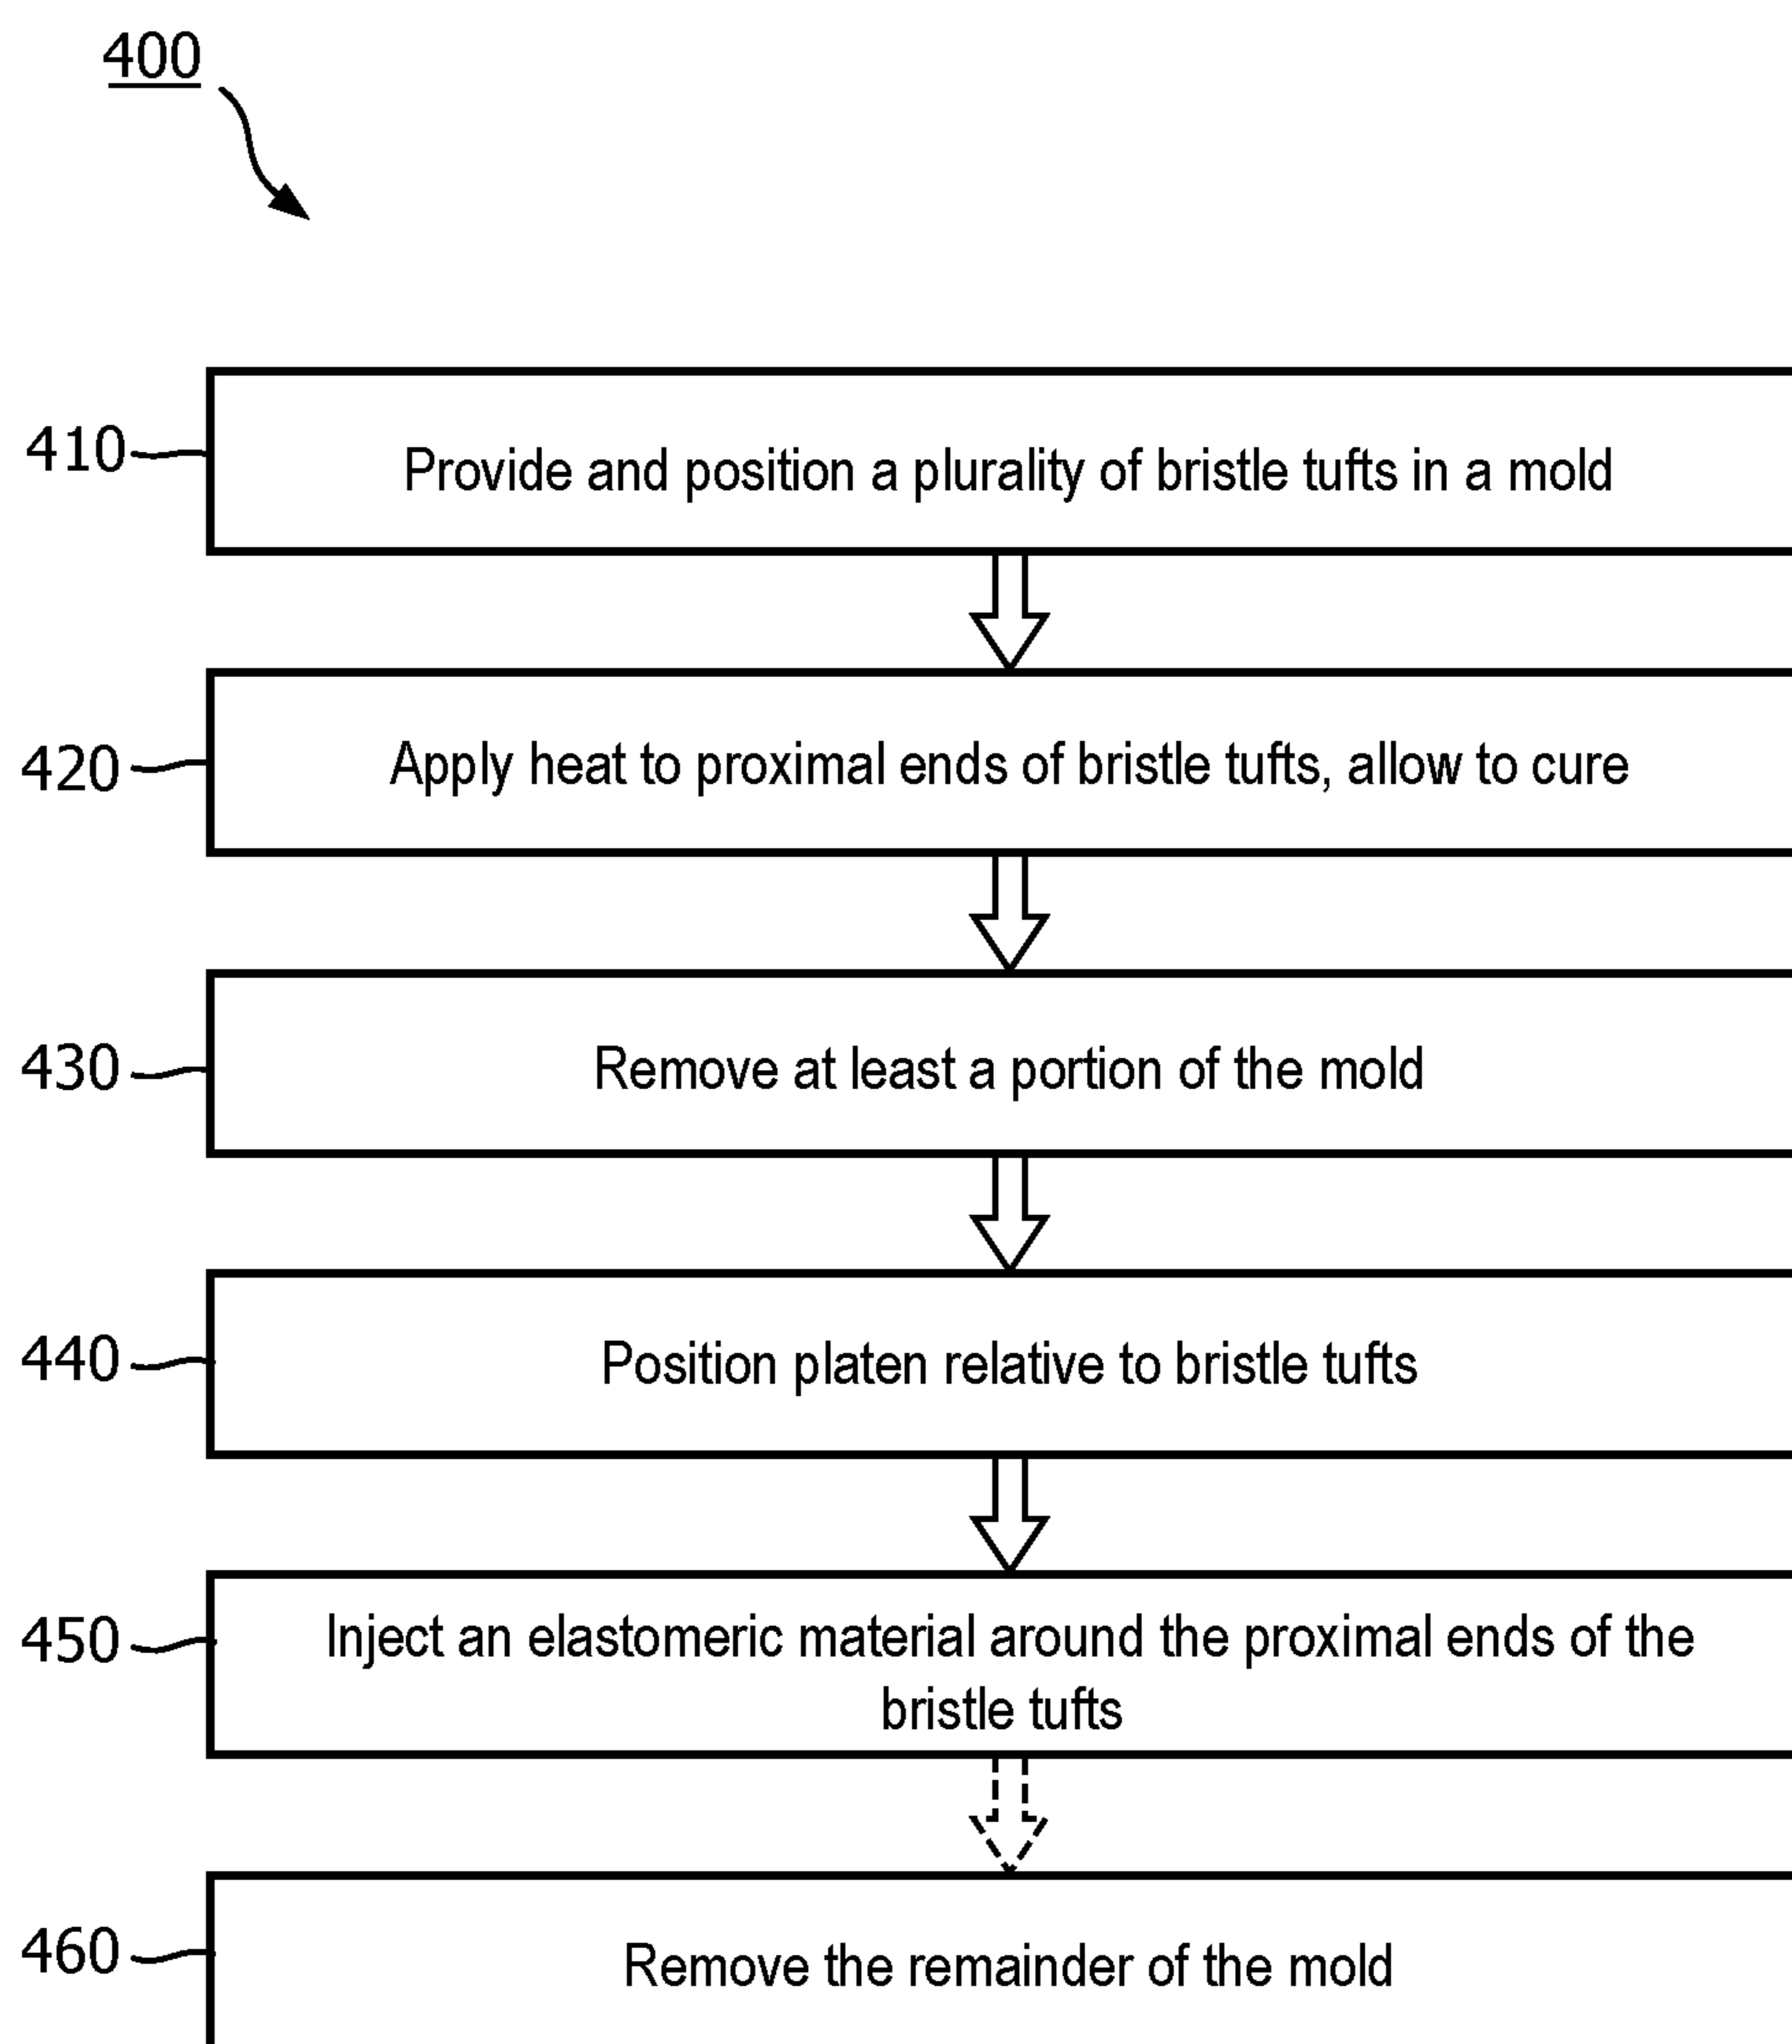 400
410
Provide and position a plurality of bristle tufts in a mold
420
Apply heat to proximal ends of bristle tufts, allow to cure
430
Remove at least a portion of the mold
440
Position platen relative to bristle tufts
450
Inject an elastomeric material around the proximal ends of the
bristle tufts
460
Remove the remainder of the mold